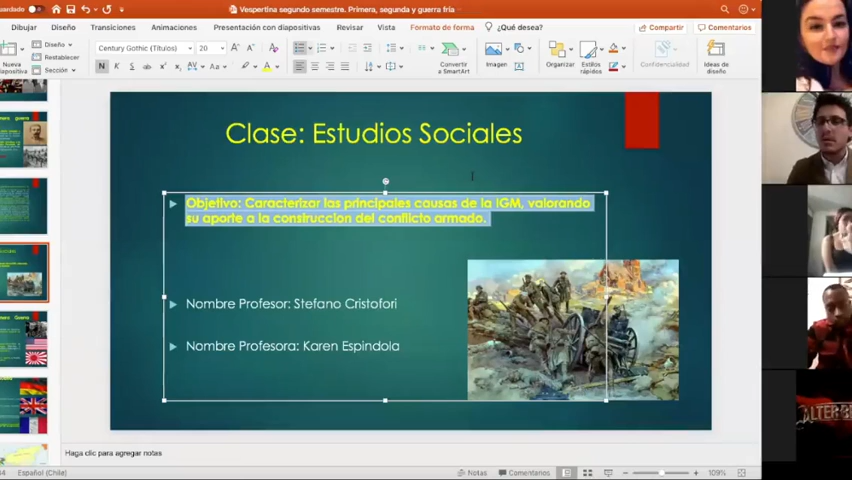 uardado
Vespertina segundo semestre. Primera, segunda y guerra fria
Dibujar Diseño Transiciones Animaciones Presentación con diapositivas Revisar Vista Formato de forma ¿Qué desea? Compartir Comentarios
Nueva diapositiva
Diseño
Restablecer
Sección
Century Gothic (Títulos) 20
N K S
Convertir a SmartArt
Imagen
Organizar
Estilos rápidos
Confidencialidad
Ideas de diseño
Clase: Estudios Sociales
Objetivo: Caracterizar las principales causas de la IGM, valorando
su aporte a la construccion del conflicto armado.
Nombre Profesor: Stefano Cristofori
Nombre Profesora: Karen Espindola
Haga clic para agregar notas
Español (Chile) Notas Comentarios 109%